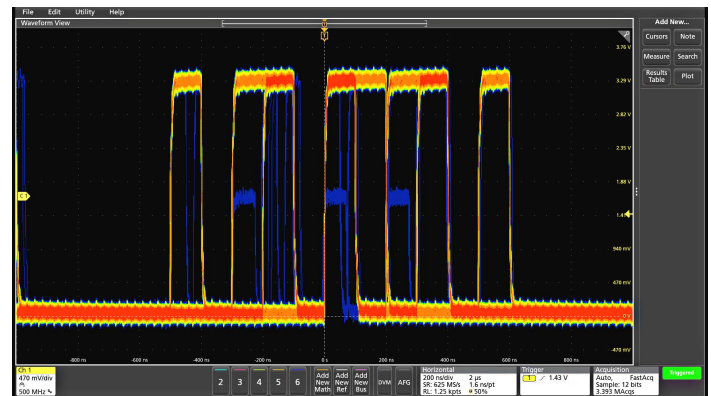 File Edit Utility Help
Waveform View
Add New...
Cursors Note
Measure Search
Results Table Plot
T
3.76 V
3.29 V
2.82 V
2.35 V
1.88 V
C 1
1.41
940 mV
470 mV
0 V
-470 mV
-800 ns -600 ns -400 ns -200 ns 0 s 200 ns 400 ns 600 ns 800 ns
Ch 1
470 mV/div
500 MHz
2 3 4 5 6
Add New Math
Add New Ref
Add New Bus
DVM AFG
Horizontal
200 ns/div 2 µs
SR: 625 MS/s 1.6 ns/pt
RL: 1.25 kpts 50%
Trigger
1 1.43 V
Acquisition
Auto, FastAcq
Sample: 12 bits
3.393 MAcqs
Triggered